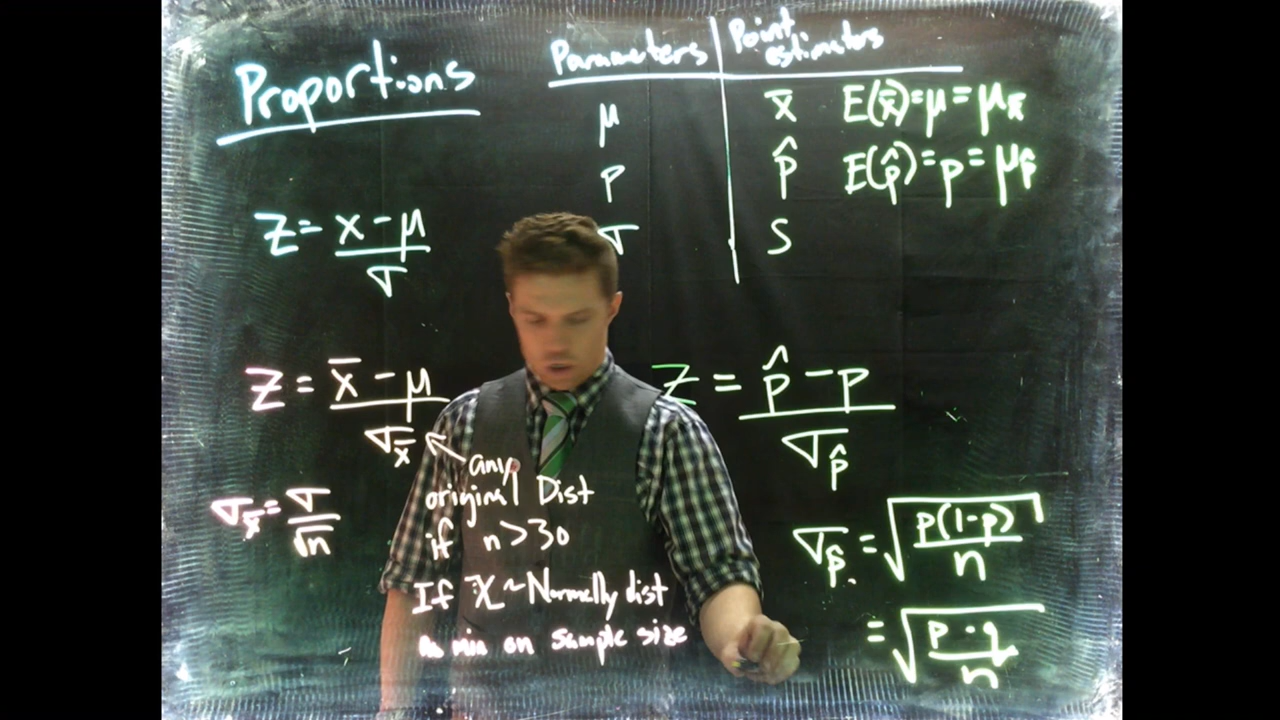 Proportions
Parameters | Point estimators
μ | x̄ E(x̄)=μ=μx̄
p | p̂ E(p̂)=p=μp̂
σ | s
z = (x-μ)/σ
z = (x̄-μ)/σx̄
any
original Dist
if n>30
σx̄ = σ/√n
If X~Normally dist
no min on sample size
z = (p̂-p)/σp̂
σp̂ = √(p(1-p)/n)
= √(p·q/n)